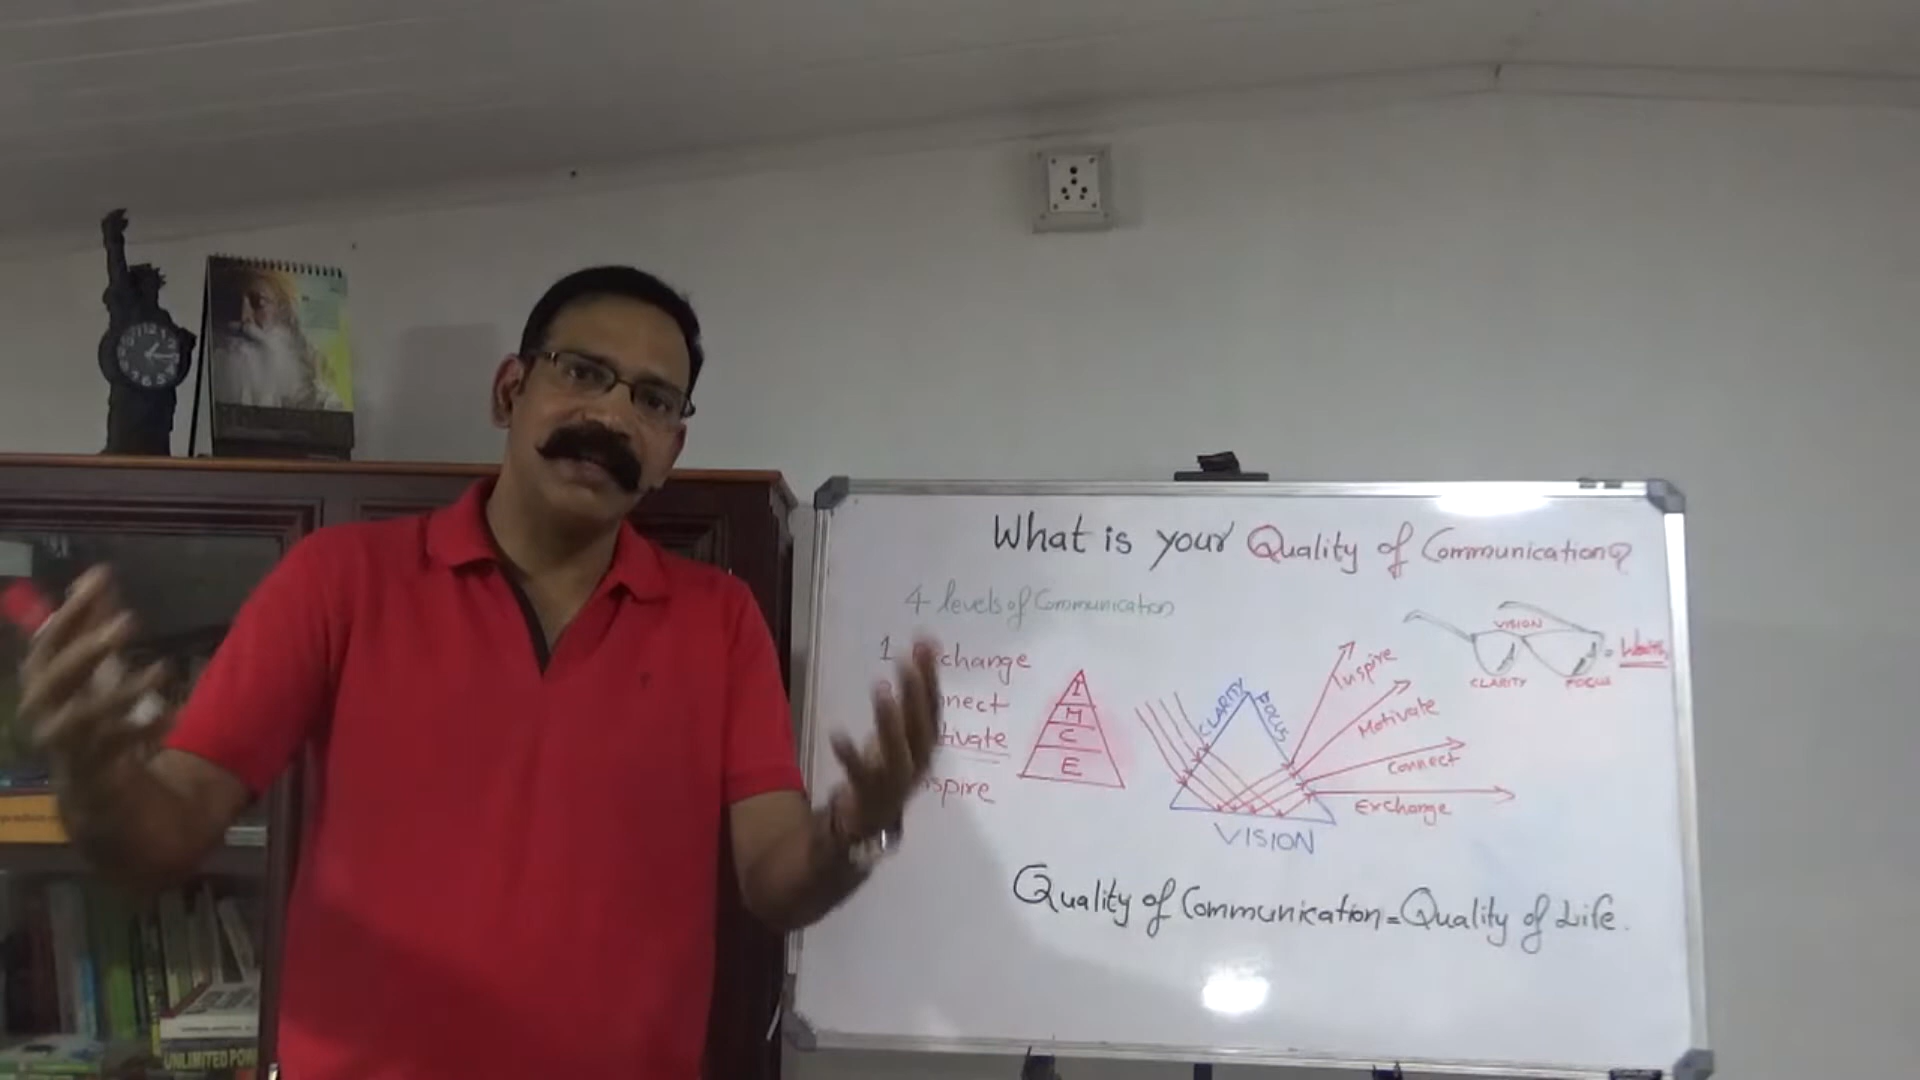 What is your Quality of Communication?
4 levels of Communication
1 xchange
nnect
tivate
spire
I
M
C
E
CLARITY
FOCUS
VISION
Inspire
Motivate
Connect
Exchange
VISION
CLARITY
FOCUS
Quality of Communication = Quality of Life.
UNLIMITED POW